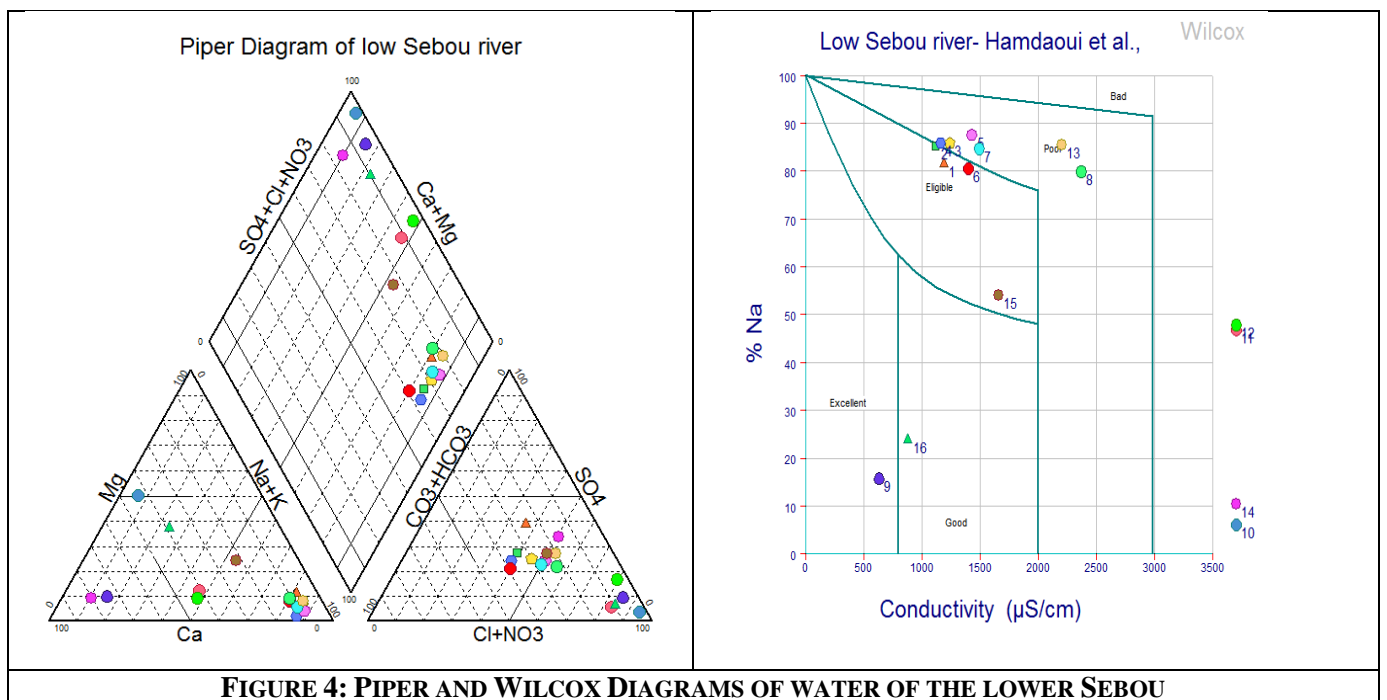 Piper Diagram of low Sebou river
100
SO4+Cl+NO3
Ca+Mg
0
0
100
0
Mg
Na+K
100
0
Ca
0
100
CO3+HCO3
SO4
100
0
0
Cl+NO3
100
Wilcox
Low Sebou river- Hamdaoui et al.,
100
90
80
70
60
50
40
30
20
10
0
% Na
Bad
Poor
Eligible
Excellent
Good
1
3
5
6
7
8
9
10
12
13
14
15
16
0
500
1000
1500
2000
2500
3000
3500
Conductivity (µS/cm)
FIGURE 4: PIPER AND WILCOX DIAGRAMS OF WATER OF THE LOWER SEBOU